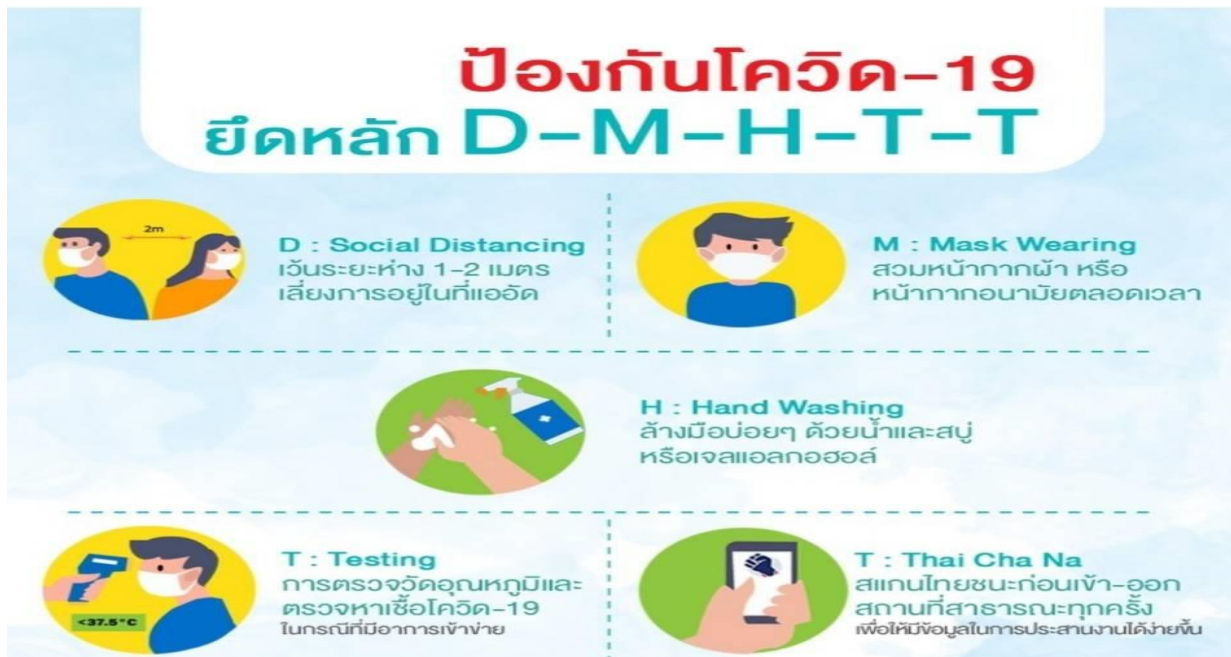 ป้องกันโควิด-19
ยึดหลัก D-M-H-T-T
2m
D : Social Distancing
เว้นระยะห่าง 1-2 เมตร
เลี่ยงการอยู่ในที่แออัด
M : Mask Wearing
สวมหน้ากากผ้า หรือ
หน้ากากอนามัยตลอดเวลา
H : Hand Washing
ล้างมือบ่อยๆ ด้วยน้ำและสบู่
หรือเจลแอลกอฮอล์
<37.5°C
T : Testing
การตรวจวัดอุณหภูมิและ
ตรวจหาเชื้อโควิด-19
ในกรณีที่มีอาการเข้าข่าย
T : Thai Cha Na
สแกนไทยชนะก่อนเข้า-ออก
สถานที่สาธารณะทุกครั้ง
เพื่อให้มีข้อมูลในการประสานงานได้ง่ายขึ้น